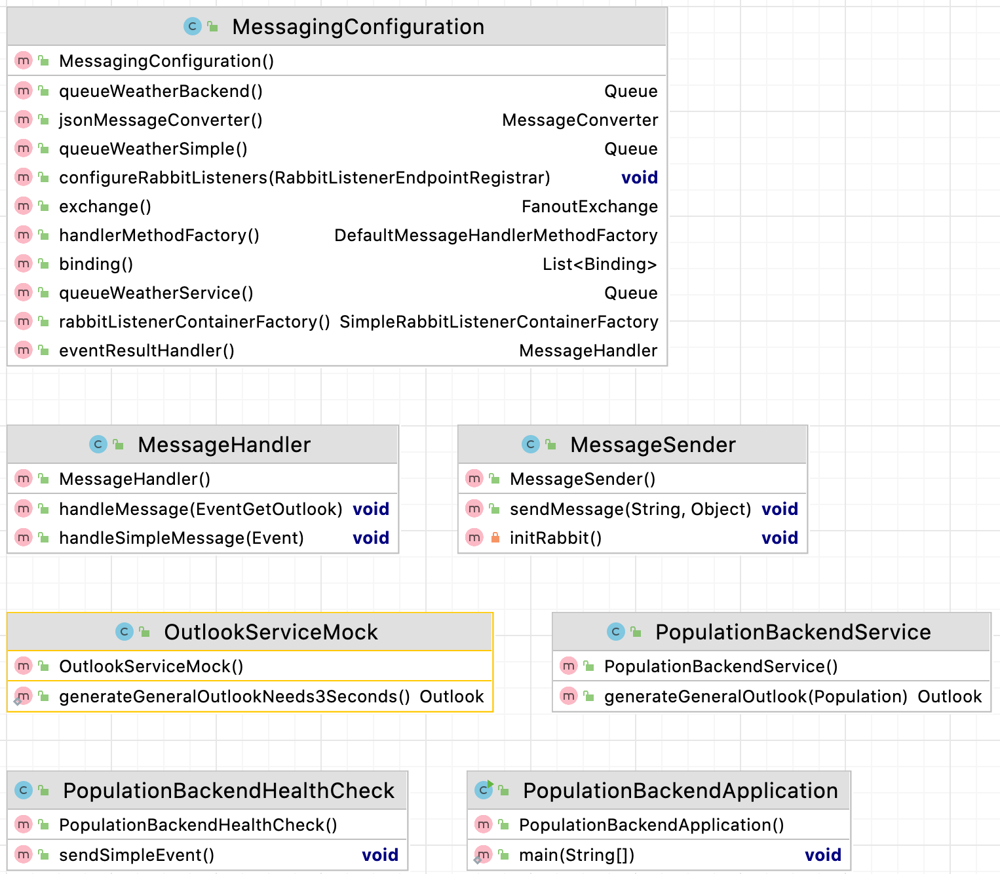 C MessagingConfiguration
m MessagingConfiguration()
m queueWeatherBackend() Queue
m jsonMessageConverter() MessageConverter
m queueWeatherSimple() Queue
m configureRabbitListeners(RabbitListenerEndpointRegistrar) void
m exchange() FanoutExchange
m handlerMethodFactory() DefaultMessageHandlerMethodFactory
m binding() List<Binding>
m queueWeatherService() Queue
m rabbitListenerContainerFactory() SimpleRabbitListenerContainerFactory
m eventResultHandler() MessageHandler
C MessageHandler
m MessageHandler()
m handleMessage(EventGetOutlook) void
m handleSimpleMessage(Event) void
C MessageSender
m MessageSender()
m sendMessage(String, Object) void
m initRabbit() void
C OutlookServiceMock
m OutlookServiceMock()
m generateGeneralOutlookNeeds3Seconds() Outlook
C PopulationBackendService
m PopulationBackendService()
m generateGeneralOutlook(Population) Outlook
C PopulationBackendHealthCheck
m PopulationBackendHealthCheck()
m sendSimpleEvent() void
C PopulationBackendApplication
m PopulationBackendApplication()
m main(String[]) void